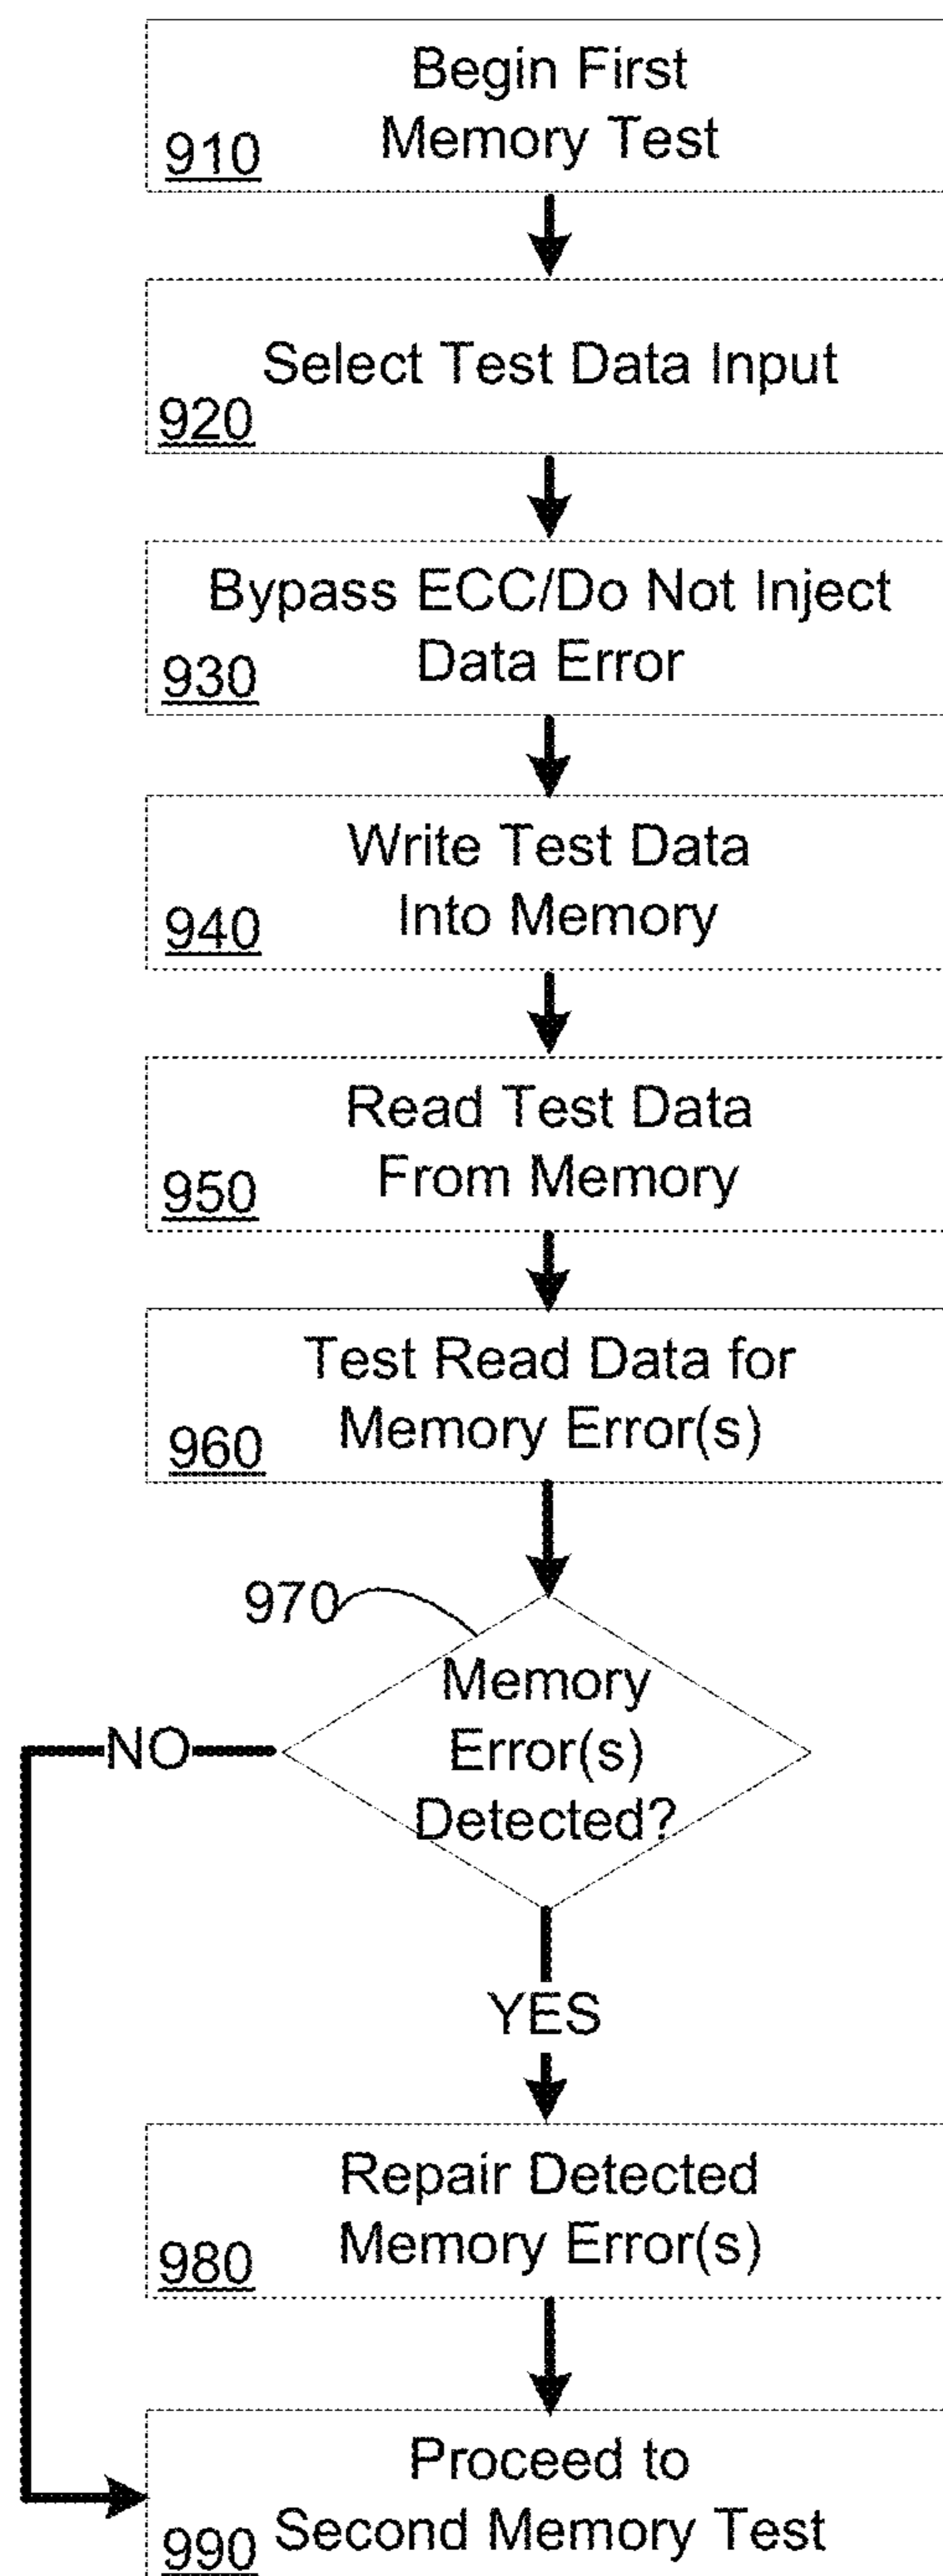 Begin First
Memory Test
910
Select Test Data Input
920
Bypass ECC/Do Not Inject
Data Error
930
Write Test Data
Into Memory
940
Read Test Data
From Memory
950
Test Read Data for
Memory Error(s)
960
970
Memory
Error(s)
Detected?
NO
YES
Repair Detected
Memory Error(s)
980
Proceed to
Second Memory Test
990